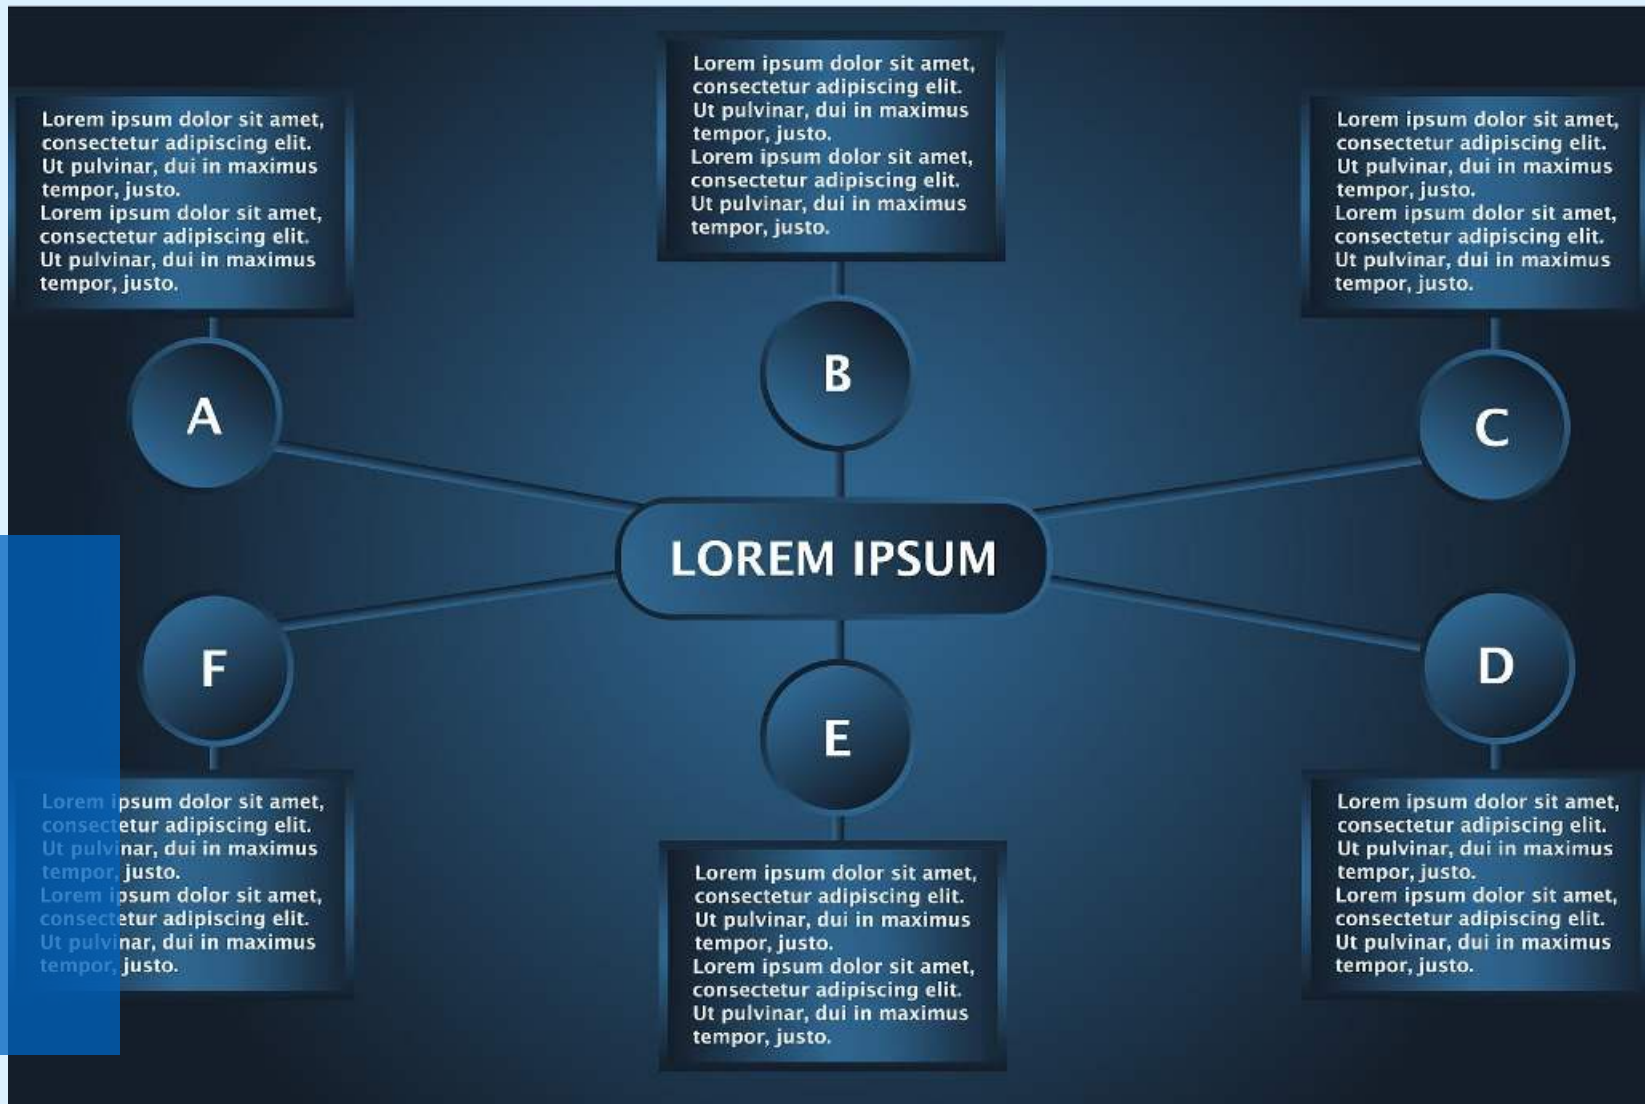 Lorem ipsum dolor sit amet,
consectetur adipiscing elit.
Ut pulvinar, dui in maximus
tempor, justo.
Lorem ipsum dolor sit amet,
consectetur adipiscing elit.
Ut pulvinar, dui in maximus
tempor, justo.
A
Lorem ipsum dolor sit amet,
consectetur adipiscing elit.
Ut pulvinar, dui in maximus
tempor, justo.
Lorem ipsum dolor sit amet,
consectetur adipiscing elit.
Ut pulvinar, dui in maximus
tempor, justo.
B
Lorem ipsum dolor sit amet,
consectetur adipiscing elit.
Ut pulvinar, dui in maximus
tempor, justo.
Lorem ipsum dolor sit amet,
consectetur adipiscing elit.
Ut pulvinar, dui in maximus
tempor, justo.
C
LOREM IPSUM
F
Lorem ipsum dolor sit amet,
consectetur adipiscing elit.
Ut pulvinar, dui in maximus
tempor, justo.
Lorem ipsum dolor sit amet,
consectetur adipiscing elit.
Ut pulvinar, dui in maximus
tempor, justo.
E
Lorem ipsum dolor sit amet,
consectetur adipiscing elit.
Ut pulvinar, dui in maximus
tempor, justo.
Lorem ipsum dolor sit amet,
consectetur adipiscing elit.
Ut pulvinar, dui in maximus
tempor, justo.
D
Lorem ipsum dolor sit amet,
consectetur adipiscing elit.
Ut pulvinar, dui in maximus
tempor, justo.
Lorem ipsum dolor sit amet,
consectetur adipiscing elit.
Ut pulvinar, dui in maximus
tempor, justo.